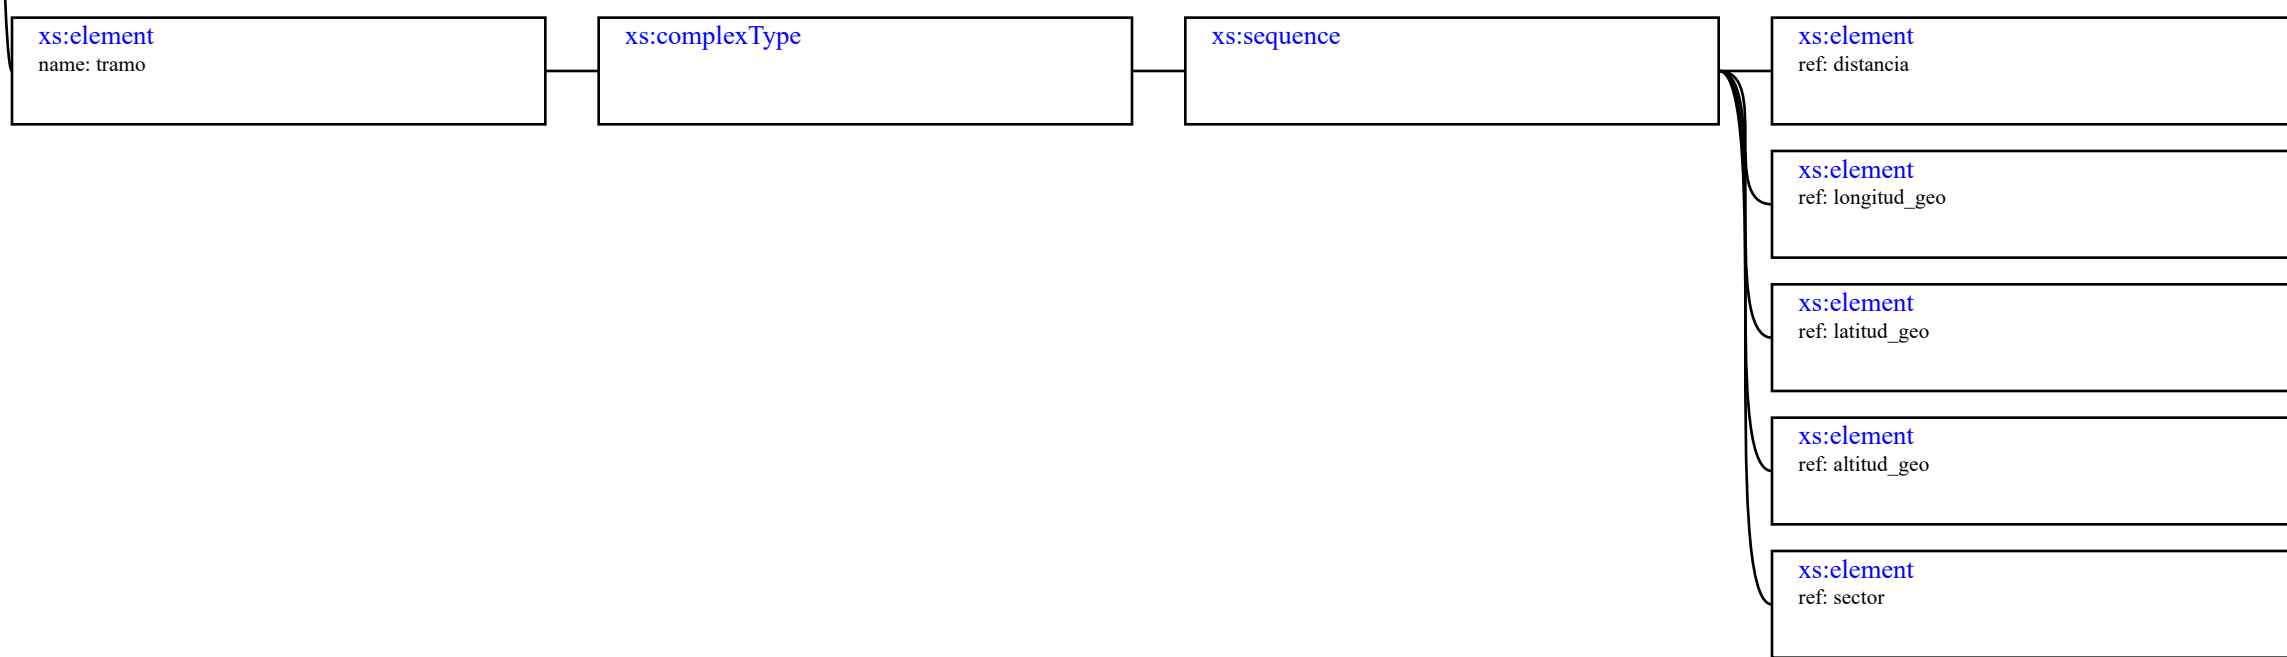 xs:element
name: tramo
xs:complexType
xs:sequence
xs:element
ref: distancia
xs:element
ref: longitud_geo
xs:element
ref: latitud_geo
xs:element
ref: altitud_geo
xs:element
ref: sector